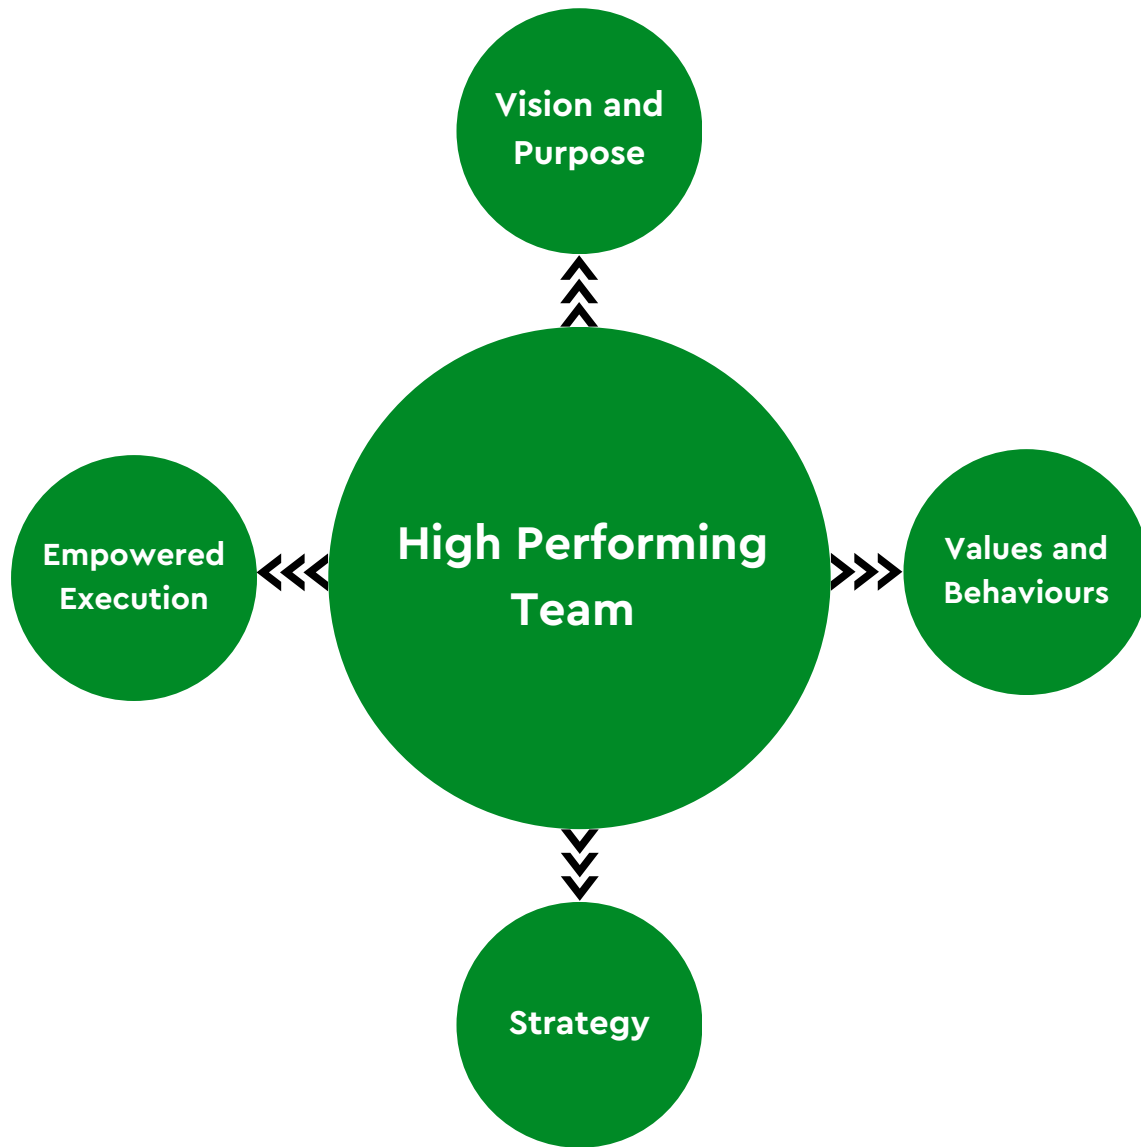 Vision and
Purpose
Empowered
Execution
High Performing
Team
Values and
Behaviours
Strategy